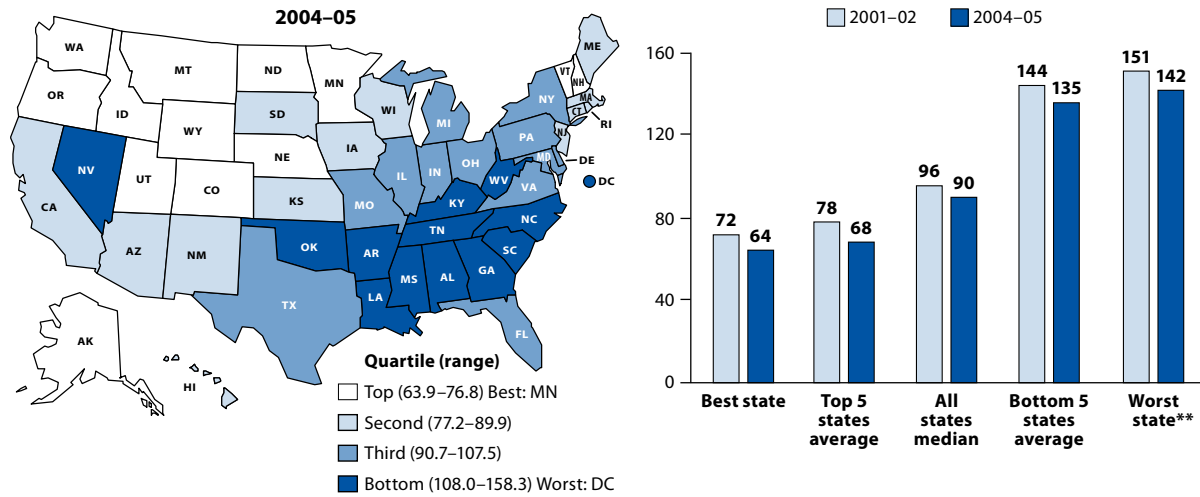 2004–05
WA
MT
ND
MN
OR
ID
WY
SD
WI
MI
NY
VT
NH
ME
MA
CT
RI
NV
UT
CO
NE
IA
IL
IN
OH
PA
NJ
MD
DE
DC
CA
AZ
NM
KS
MO
KY
WV
VA
OK
AR
TN
NC
SC
TX
LA
MS
AL
GA
FL
AK
HI
Quartile (range)
Top (63.9–76.8) Best: MN
Second (77.2–89.9)
Third (90.7–107.5)
Bottom (108.0–158.3) Worst: DC
2001–02
2004–05
160
120
80
40
0
72
64
78
68
96
90
144
135
151
142
Best state
Top 5
states
average
All
states
median
Bottom 5
states
average
Worst
state**